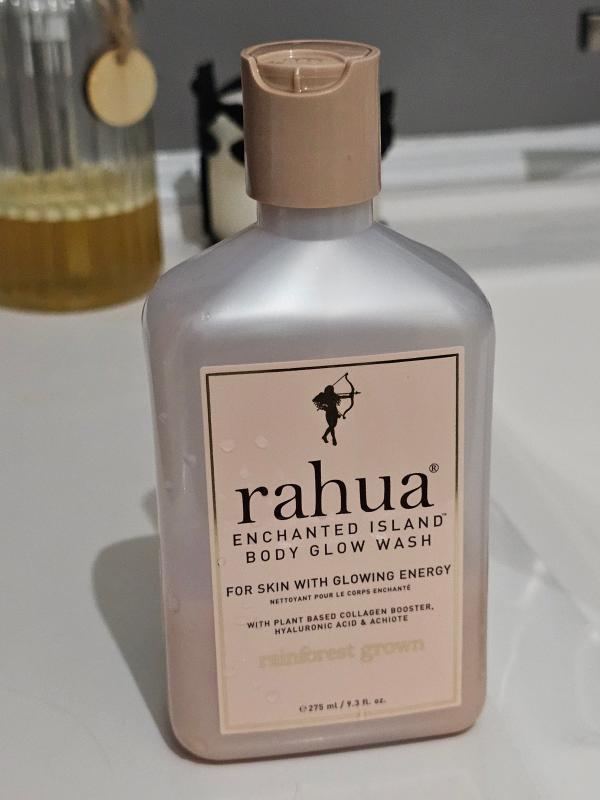 rahua®
ENCHANTED ISLAND™
BODY GLOW WASH
FOR SKIN WITH GLOWING ENERGY
NETTOYANT POUR LE CORPS ENCHANTÉ
WITH PLANT BASED COLLAGEN BOOSTER,
HYALURONIC ACID & ACHIOTE
rainforest grown
℮ 275 ml / 9.3 fl. oz.